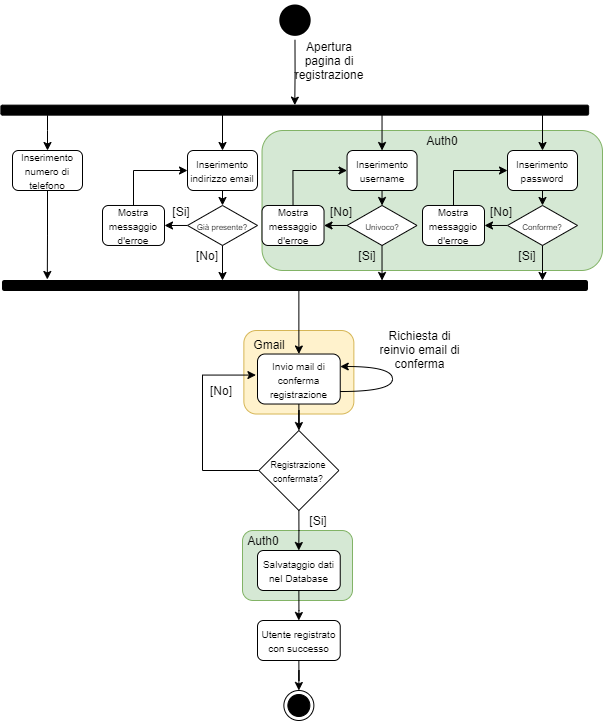 Apertura
pagina di
registrazione
Auth0
Inserimento
numero di
telefono
Inserimento
indirizzo email
Inserimento
username
Inserimento
password
Mostra
messaggio
d'erroe
[Si]
Già presente?
[No]
Mostra
messaggio
d'erroe
[No]
Univoco?
[Si]
Mostra
messaggio
d'erroe
[No]
Conforme?
[Si]
Gmail
Invio mail di
conferma
registrazione
Richiesta di
reinvio email di
conferma
[No]
Registrazione
confermata?
[Si]
Auth0
Salvataggio dati
nel Database
Utente registrato
con successo